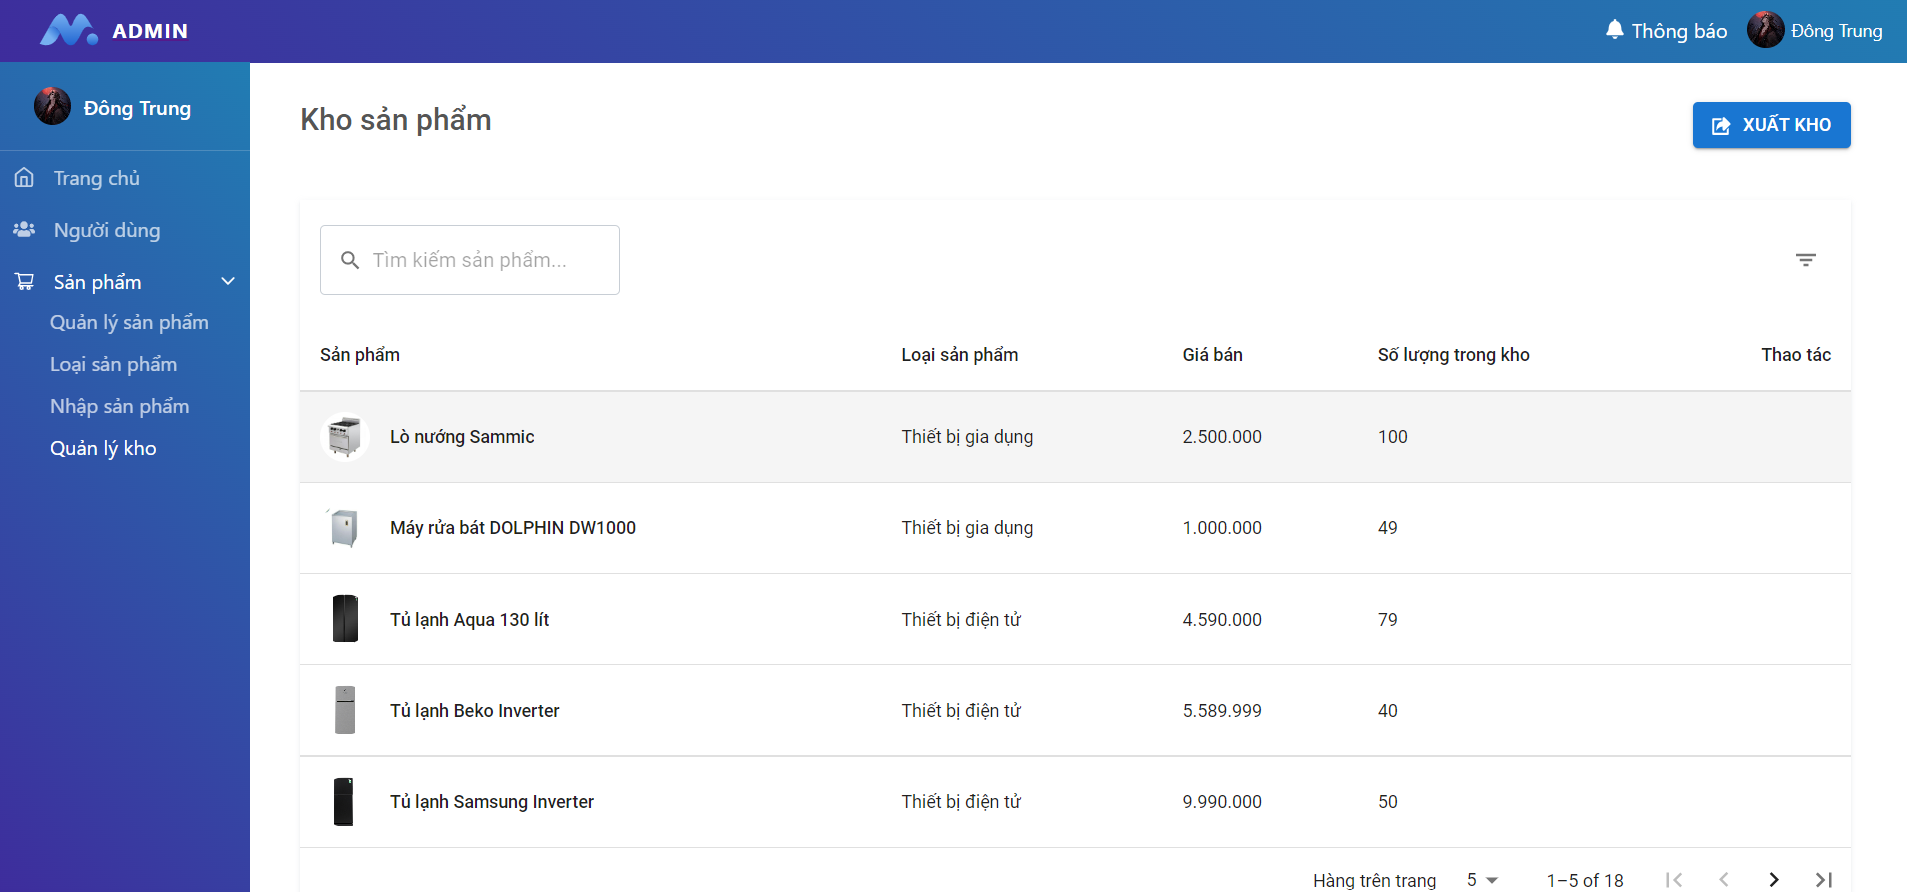 ADMIN
Thông báo
Đông Trung
Đông Trung
Trang chủ
Người dùng
Sản phẩm
Quản lý sản phẩm
Loại sản phẩm
Nhập sản phẩm
Quản lý kho
Kho sản phẩm
XUẤT KHO
Tìm kiếm sản phẩm...
Sản phẩm Loại sản phẩm Giá bán Số lượng trong kho Thao tác
Lò nướng Sammic Thiết bị gia dụng 2.500.000 100
Máy rửa bát DOLPHIN DW1000 Thiết bị gia dụng 1.000.000 49
Tủ lạnh Aqua 130 lít Thiết bị điện tử 4.590.000 79
Tủ lạnh Beko Inverter Thiết bị điện tử 5.589.999 40
Tủ lạnh Samsung Inverter Thiết bị điện tử 9.990.000 50
Hàng trên trang 5 1–5 of 18